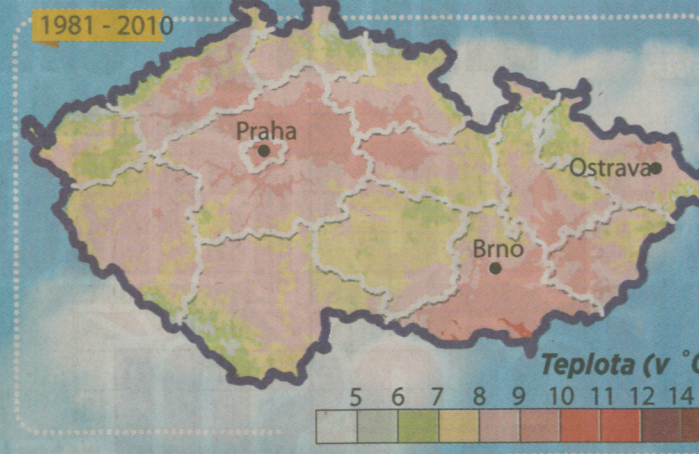 1981 - 2010
Praha
Ostrava
Brno
Teplota (v °C
5 6 7 8 9 10 11 12 14